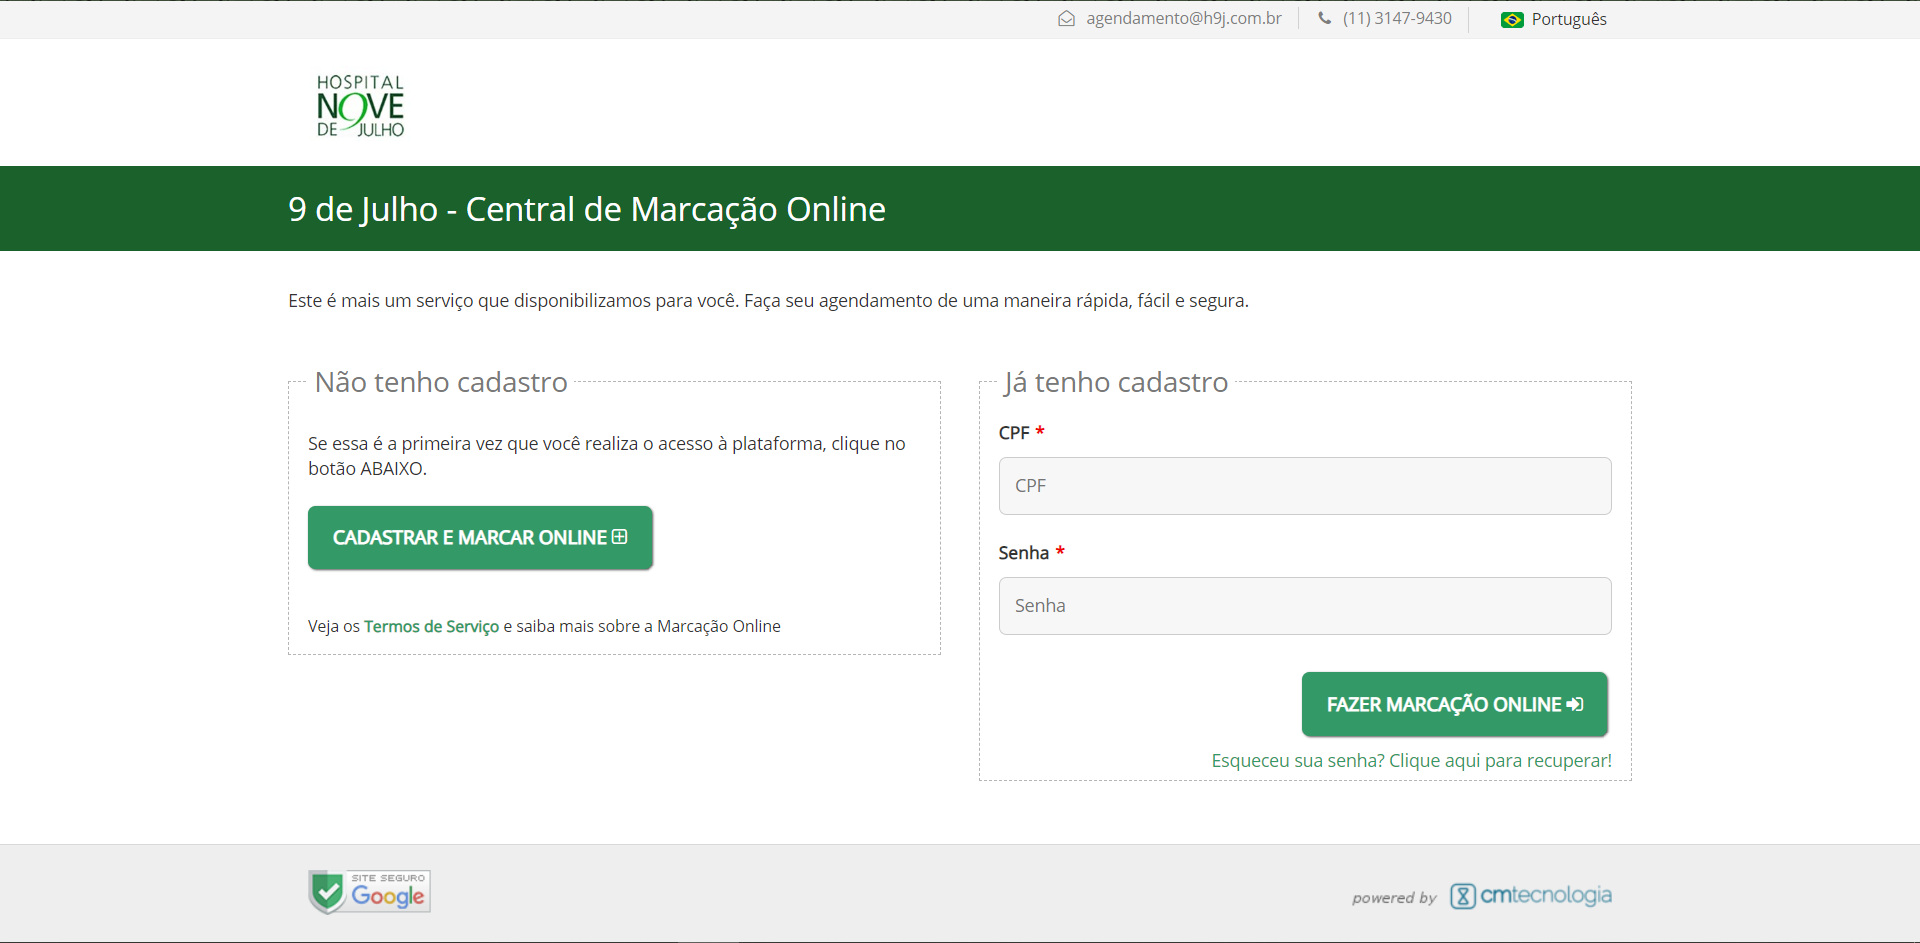 agendamento@h9j.com.br
(11) 3147-9430
Português
HOSPITAL
NOVE
DE JULHO
9 de Julho - Central de Marcação Online
Este é mais um serviço que disponibilizamos para você. Faça seu agendamento de uma maneira rápida, fácil e segura.
Não tenho cadastro
Se essa é a primeira vez que você realiza o acesso à plataforma, clique no
botão ABAIXO.
CADASTRAR E MARCAR ONLINE
Veja os Termos de Serviço e saiba mais sobre a Marcação Online
Já tenho cadastro
CPF *
CPF
Senha *
Senha
FAZER MARCAÇÃO ONLINE
Esqueceu sua senha? Clique aqui para recuperar!
SITE SEGURO
Google
powered by cmtecnologia